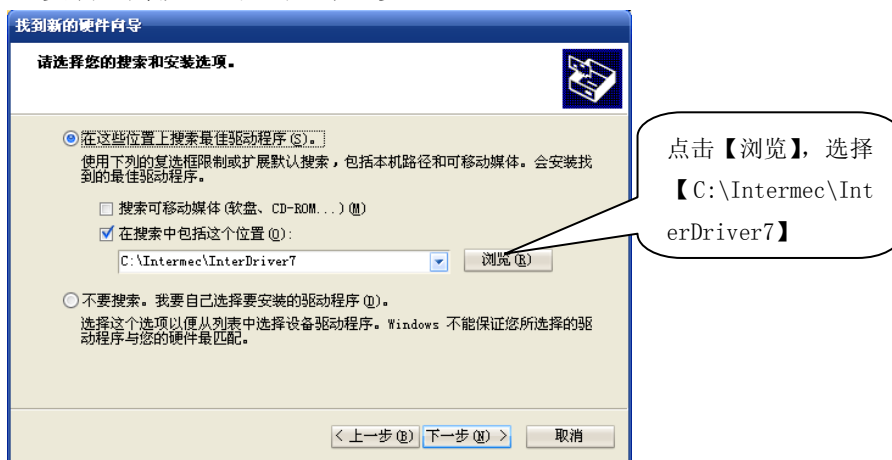 找到新的硬件向导
请选择您的搜索和安装选项。
在这些位置上搜索最佳驱动程序(S)。
使用下列的复选框限制或扩展默认搜索，包括本机路径和可移动媒体。会安装找
到的最佳驱动程序。
搜索可移动媒体(软盘、CD-ROM...)(M)
在搜索中包括这个位置(O):
C:\Intermec\InterDriver7
浏览(R)
不要搜索。我要自己选择要安装的驱动程序(D)。
选择这个选项以便从列表中选择设备驱动程序。Windows 不能保证您所选择的驱
动程序与您的硬件最匹配。
< 上一步(B)
下一步(N) >
取消
点击【浏览】，选择
【C:\Intermec\Int
erDriver7】